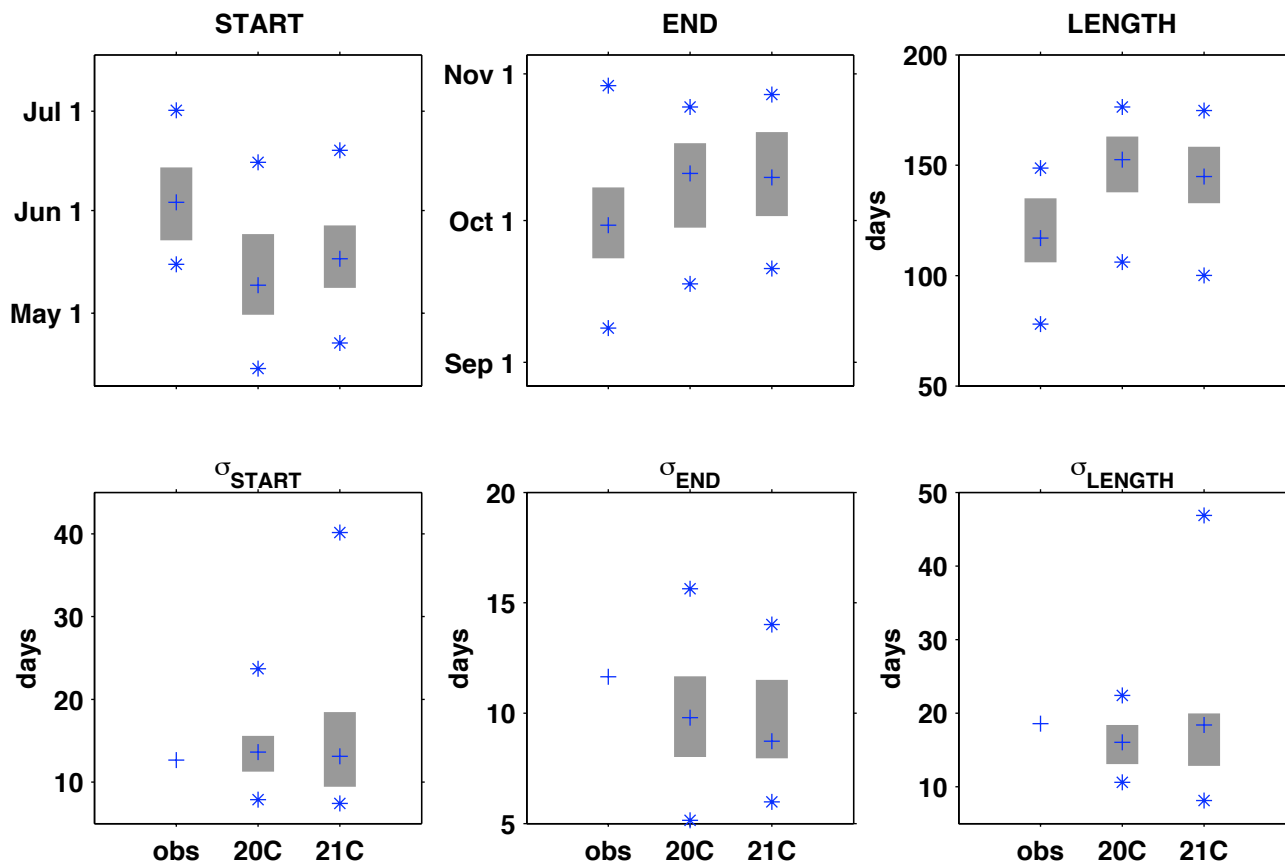 START
END
LENGTH
Jul 1
Jun 1
May 1
Nov 1
Oct 1
Sep 1
200
150
100
50
days
σSTART
σEND
σLENGTH
40
30
20
10
days
20
15
10
5
days
50
40
30
20
10
obs 20C 21C
obs 20C 21C
obs 20C 21C